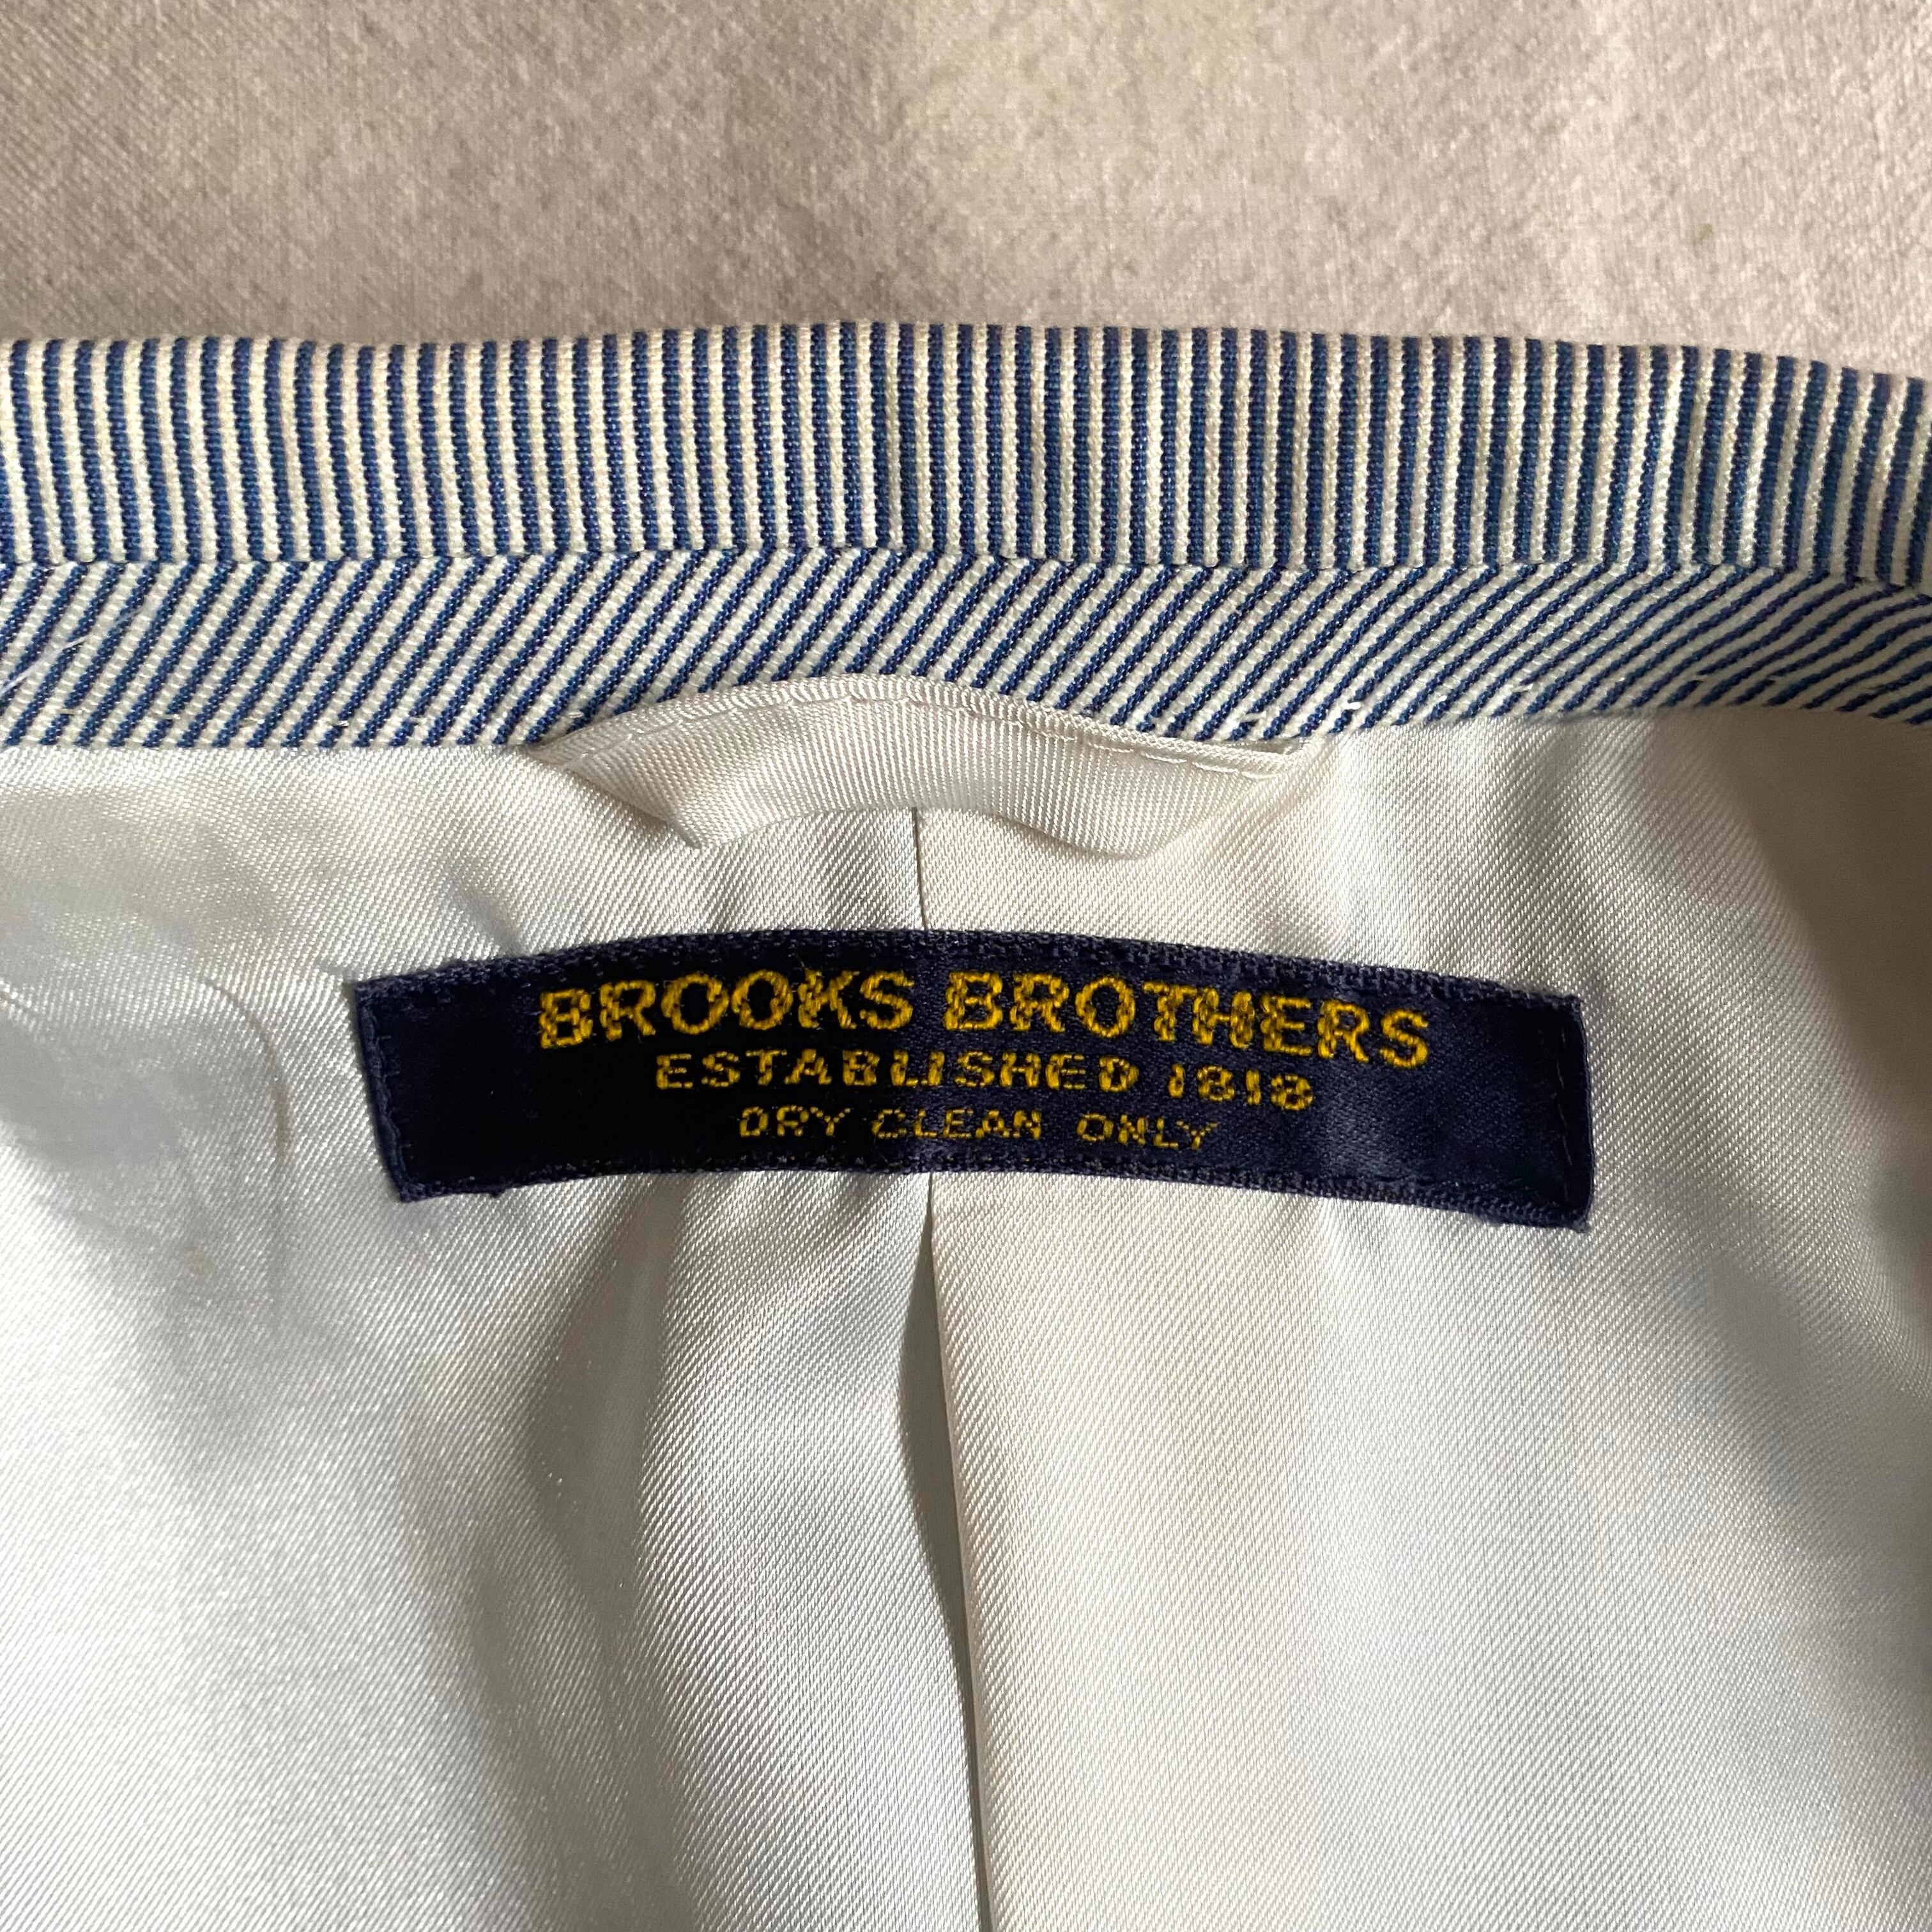 BROOKS BROTHERS
ESTABLISHED 1818
DRY CLEAN ONLY